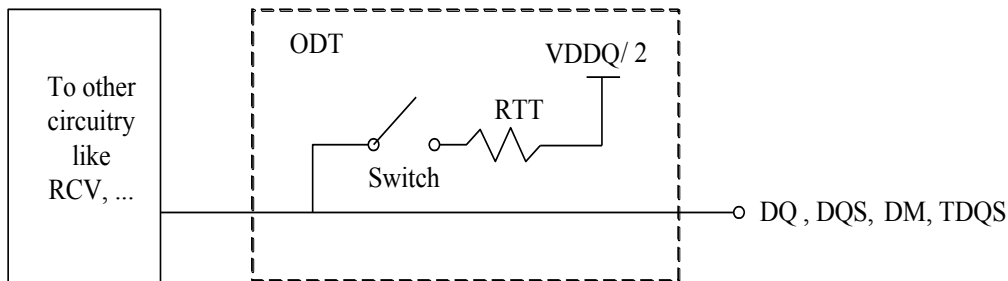 ODT
VDDQ/ 2
To other
circuitry
like
RCV, ...
RTT
Switch
DQ , DQS, DM, TDQS